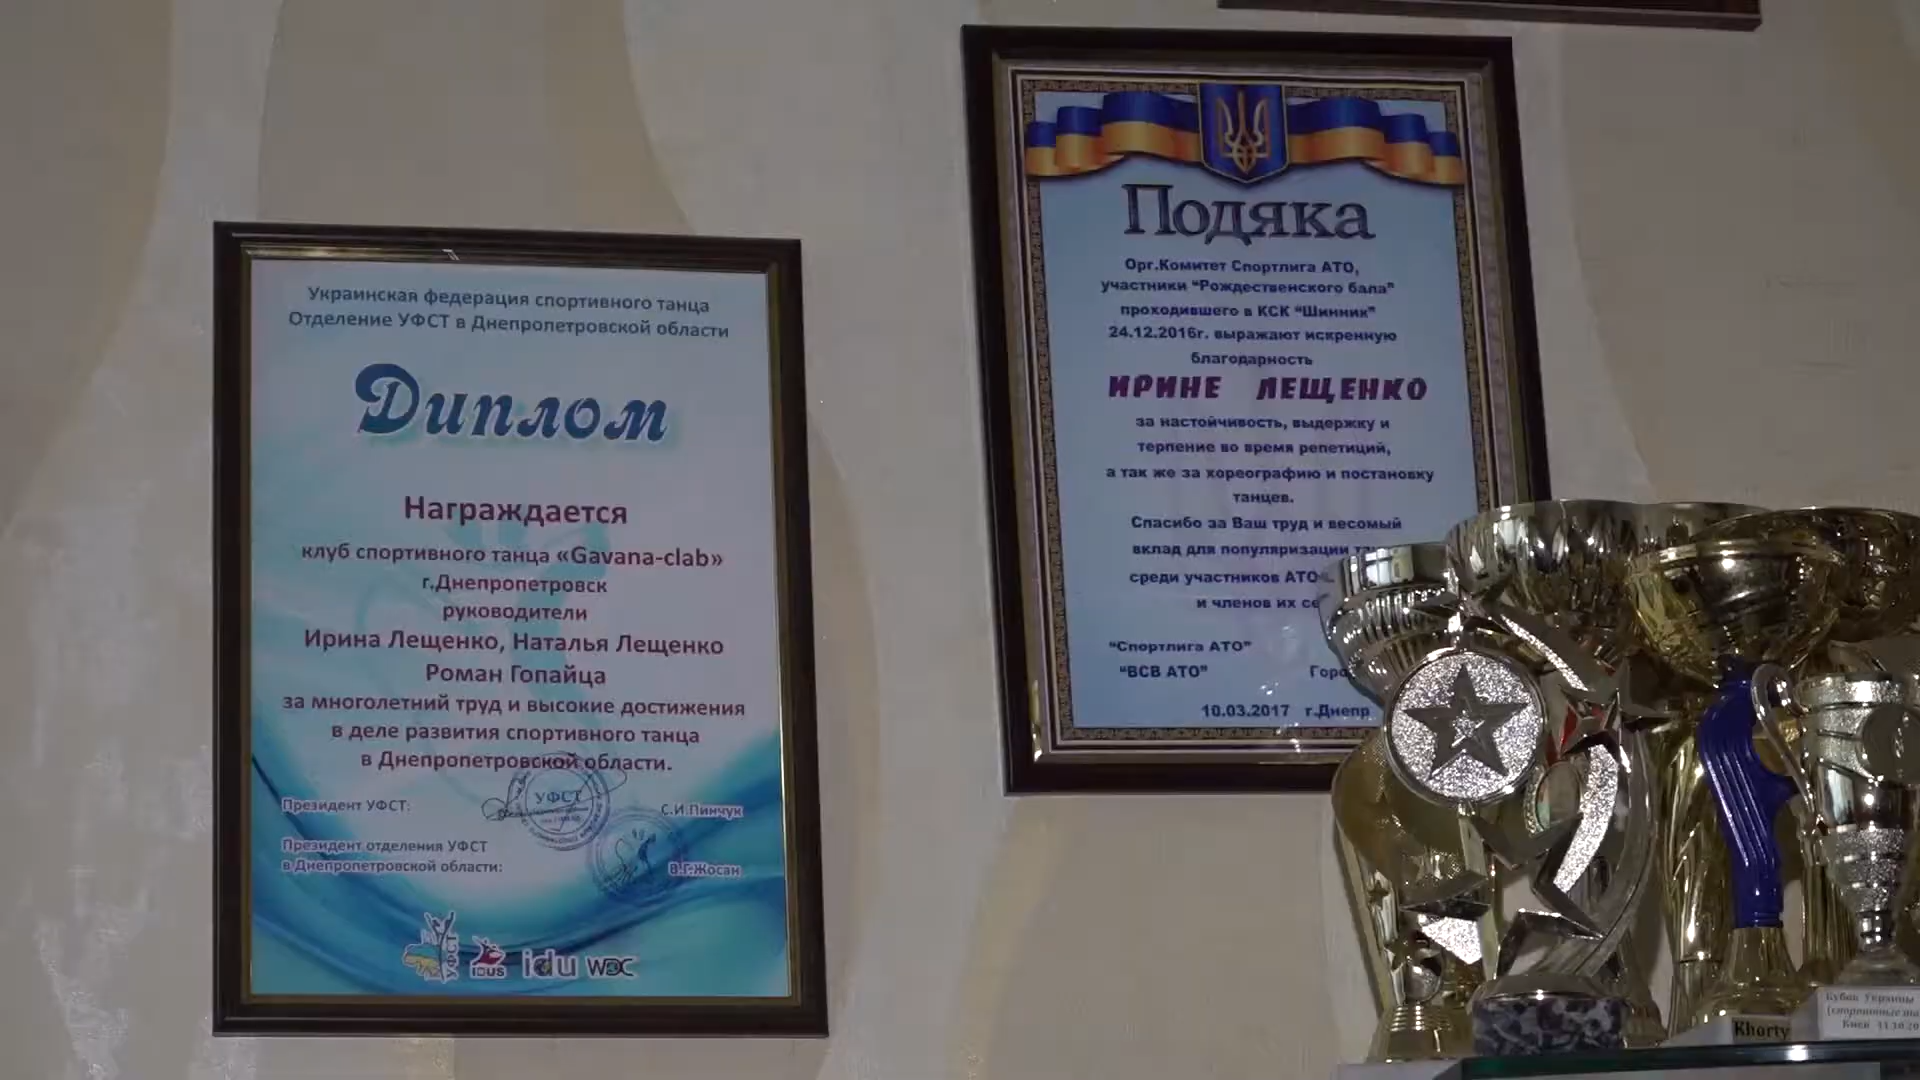 Украинская федерация спортивного танца
Отделение УФСТ в Днепропетровской области
Диплом
Награждается
клуб спортивного танца «Gavana-clab»
г.Днепропетровск
руководители
Ирина Лещенко, Наталья Лещенко
Роман Гопайца
за многолетний труд и высокие достижения
в деле развития спортивного танца
в Днепропетровской области.
Президент УФСТ:
УФСТ
С.И.Пинчук
Президент отделения УФСТ
в Днепропетровской области:
В.Г.Жосан
УФСТ
IDUS
idu
WDC
Подяка
Орг.Комитет Спортлига АТО,
участники “Рождественского бала”
проходившего в КСК “Шинник”
24.12.2016г. выражают искренную
благодарность
ИРИНЕ ЛЕЩЕНКО
за настойчивость, выдержку и
терпение во время репетиций,
а так же за хореографию и постановку
танцев.
Спасибо за Ваш труд и весомый
вклад для популяризации
среди участников АТО
и членов их
“Спортлига АТО”
“ВСВ АТО”
10.03.2017 г.Днепр
Khorty
Кубок Украины
Киев